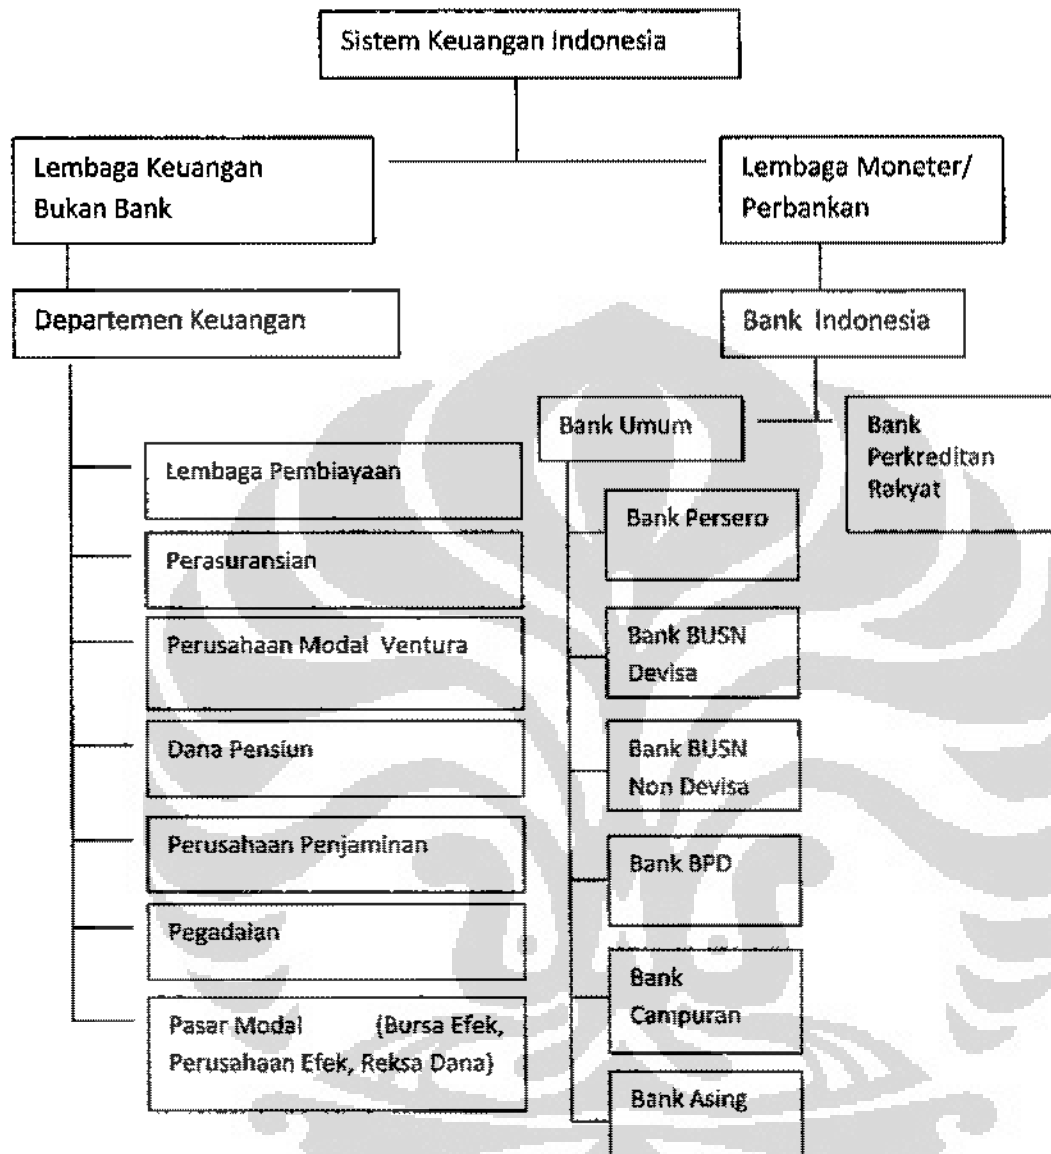 Sistem Keuangan Indonesia
Lembaga Keuangan
Bukan Bank
Lembaga Moneter/
Perbankan
Departemen Keuangan
Bank Indonesia
Bank Umum
Bank
Perkreditan
Rakyat
Lembaga Pembiayaan
Perasuransian
Perusahaan Modal Ventura
Dana Pensiun
Perusahaan Penjaminan
Pegadaian
Pasar Modal (Bursa Efek,
Perusahaan Efek, Reksa Dana)
Bank Persero
Bank BUSN
Devisa
Bank BUSN
Non Devisa
Bank BPD
Bank
Campuran
Bank Asing